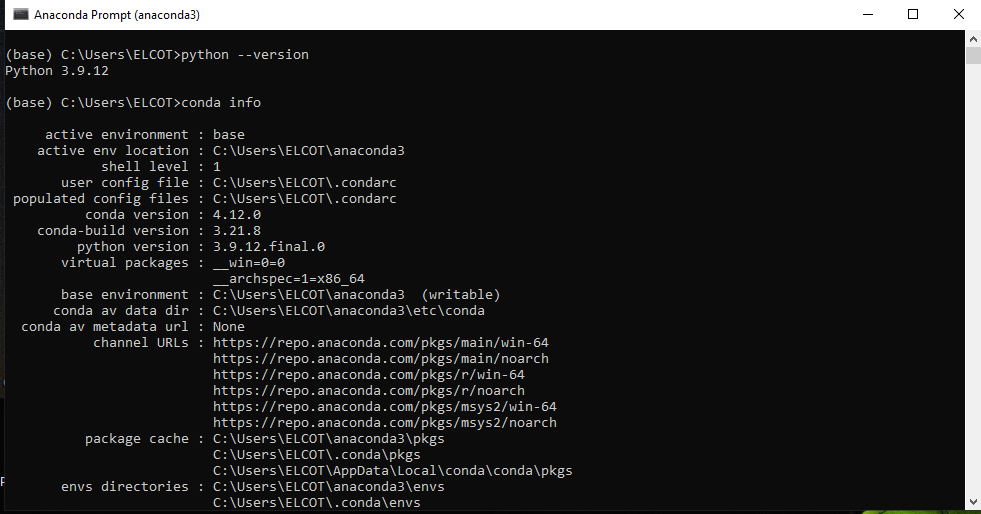 Anaconda Prompt (anaconda3)
(base) C:\Users\ELCOT>python --version
Python 3.9.12
(base) C:\Users\ELCOT>conda info
active environment : base
active env location : C:\Users\ELCOT\anaconda3
shell level : 1
user config file : C:\Users\ELCOT\.condarc
populated config files : C:\Users\ELCOT\.condarc
conda version : 4.12.0
conda-build version : 3.21.8
python version : 3.9.12.final.0
virtual packages : __win=0=0
__archspec=1=x86_64
base environment : C:\Users\ELCOT\anaconda3  (writable)
conda av data dir : C:\Users\ELCOT\anaconda3\etc\conda
conda av metadata url : None
channel URLs : https://repo.anaconda.com/pkgs/main/win-64
https://repo.anaconda.com/pkgs/main/noarch
https://repo.anaconda.com/pkgs/r/win-64
https://repo.anaconda.com/pkgs/r/noarch
https://repo.anaconda.com/pkgs/msys2/win-64
https://repo.anaconda.com/pkgs/msys2/noarch
package cache : C:\Users\ELCOT\anaconda3\pkgs
C:\Users\ELCOT\.conda\pkgs
C:\Users\ELCOT\AppData\Local\conda\conda\pkgs
envs directories : C:\Users\ELCOT\anaconda3\envs
C:\Users\ELCOT\.conda\envs